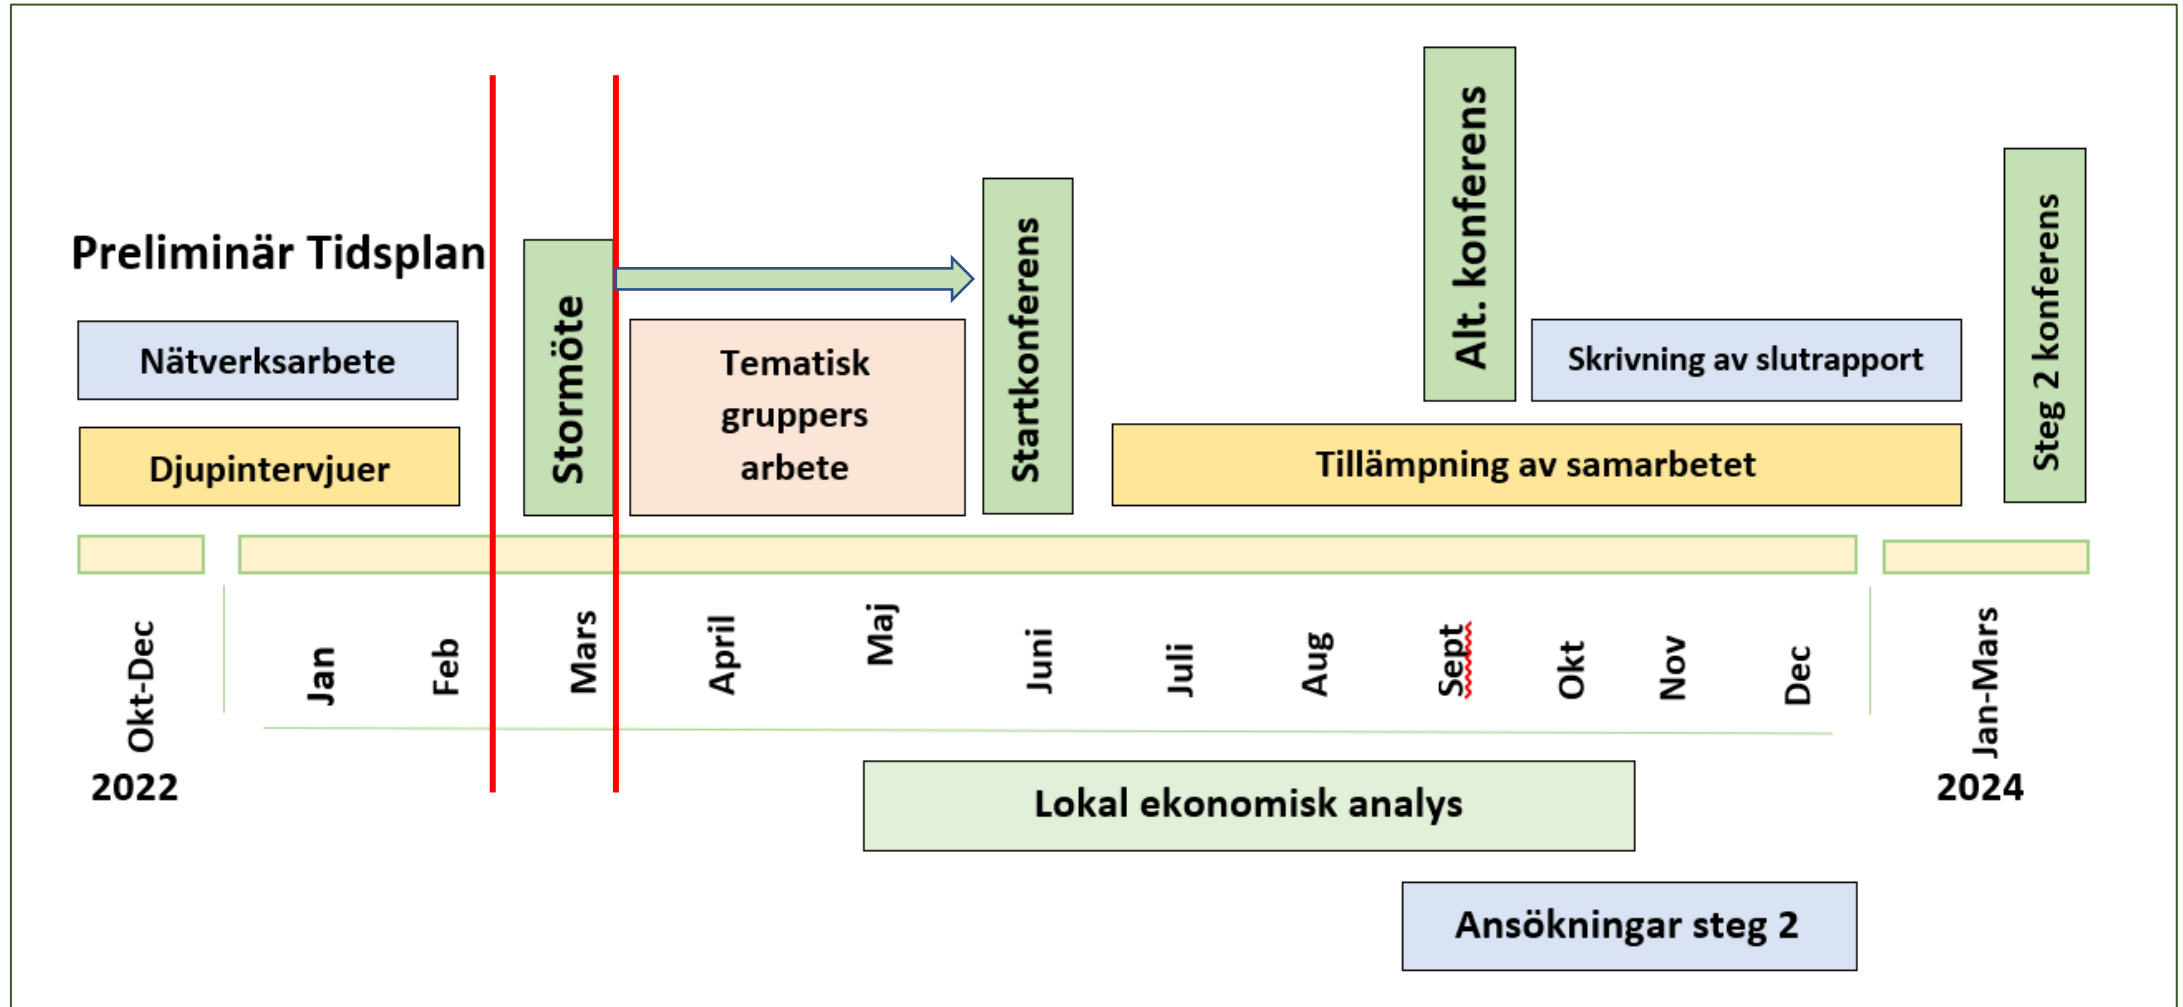 Preliminär Tidsplan
Nätverksarbete
Djupintervjuer
Stormöte
Tematisk
gruppers
arbete
Startkonferens
Alt. konferens
Skrivning av slutrapport
Tillämpning av samarbetet
Steg 2 konferens
Okt-Dec
2022
Jan
Feb
Mars
April
Maj
Juni
Juli
Aug
Sept
Okt
Nov
Dec
Jan-Mars
2024
Lokal ekonomisk analys
Ansökningar steg 2